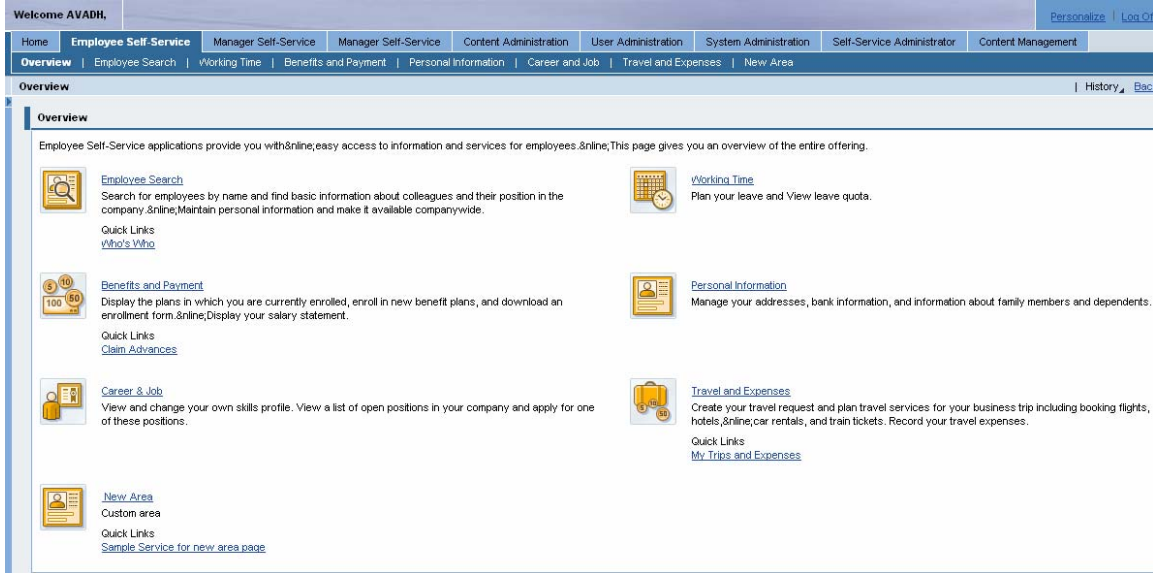 Welcome AVADH,
Personalize | Log Of
Home Employee Self-Service Manager Self-Service Manager Self-Service Content Administration User Administration System Administration Self-Service Administrator Content Management
Overview | Employee Search | Working Time | Benefits and Payment | Personal Information | Career and Job | Travel and Expenses | New Area
Overview
| History Bac
Overview
Employee Self-Service applications provide you with&nline;easy access to information and services for employees.&nline;This page gives you an overview of the entire offering.
Employee Search
Search for employees by name and find basic information about colleagues and their position in the
company.&nline;Maintain personal information and make it available companywide.
Quick Links
Who's Who
Working Time
Plan your leave and View leave quota.
Benefits and Payment
Display the plans in which you are currently enrolled, enroll in new benefit plans, and download an
enrollment form.&nline;Display your salary statement.
Quick Links
Claim Advances
Personal Information
Manage your addresses, bank information, and information about family members and dependents.
Career & Job
View and change your own skills profile. View a list of open positions in your company and apply for one
of these positions.
Travel and Expenses
Create your travel request and plan travel services for your business trip including booking flights,
hotels,&nline;car rentals, and train tickets. Record your travel expenses.
Quick Links
My Trips and Expenses
New Area
Custom area
Quick Links
Sample Service for new area page
5
10
100
50
5
10
50